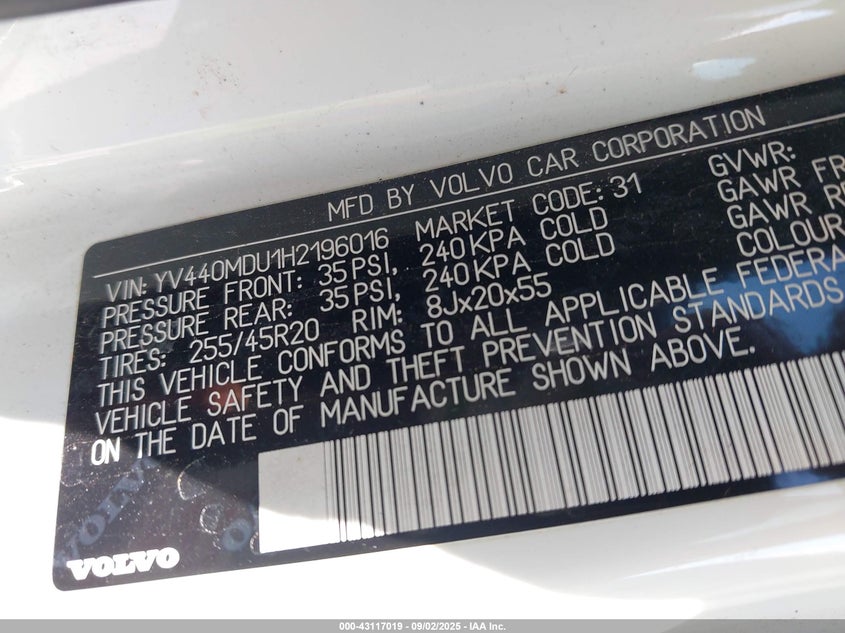 MFD BY VOLVO CAR CORPORATION
VIN: YV440MDU1H2196016 MARKET CODE: 31 GVWR:
PRESSURE FRONT: 35 PSI, 240 KPA COLD GAWR FR
PRESSURE REAR: 35 PSI, 240 KPA COLD GAWR RE
TIRES: 255/45R20 RIM: 8Jx20x55 COLOUR
THIS VEHICLE CONFORMS TO ALL APPLICABLE FEDERA
VEHICLE SAFETY AND THEFT PREVENTION STANDARDS
ON THE DATE OF MANUFACTURE SHOWN ABOVE.
VOLVO
VOLVO
000-43117019 - 09/02/2025 - IAA Inc.